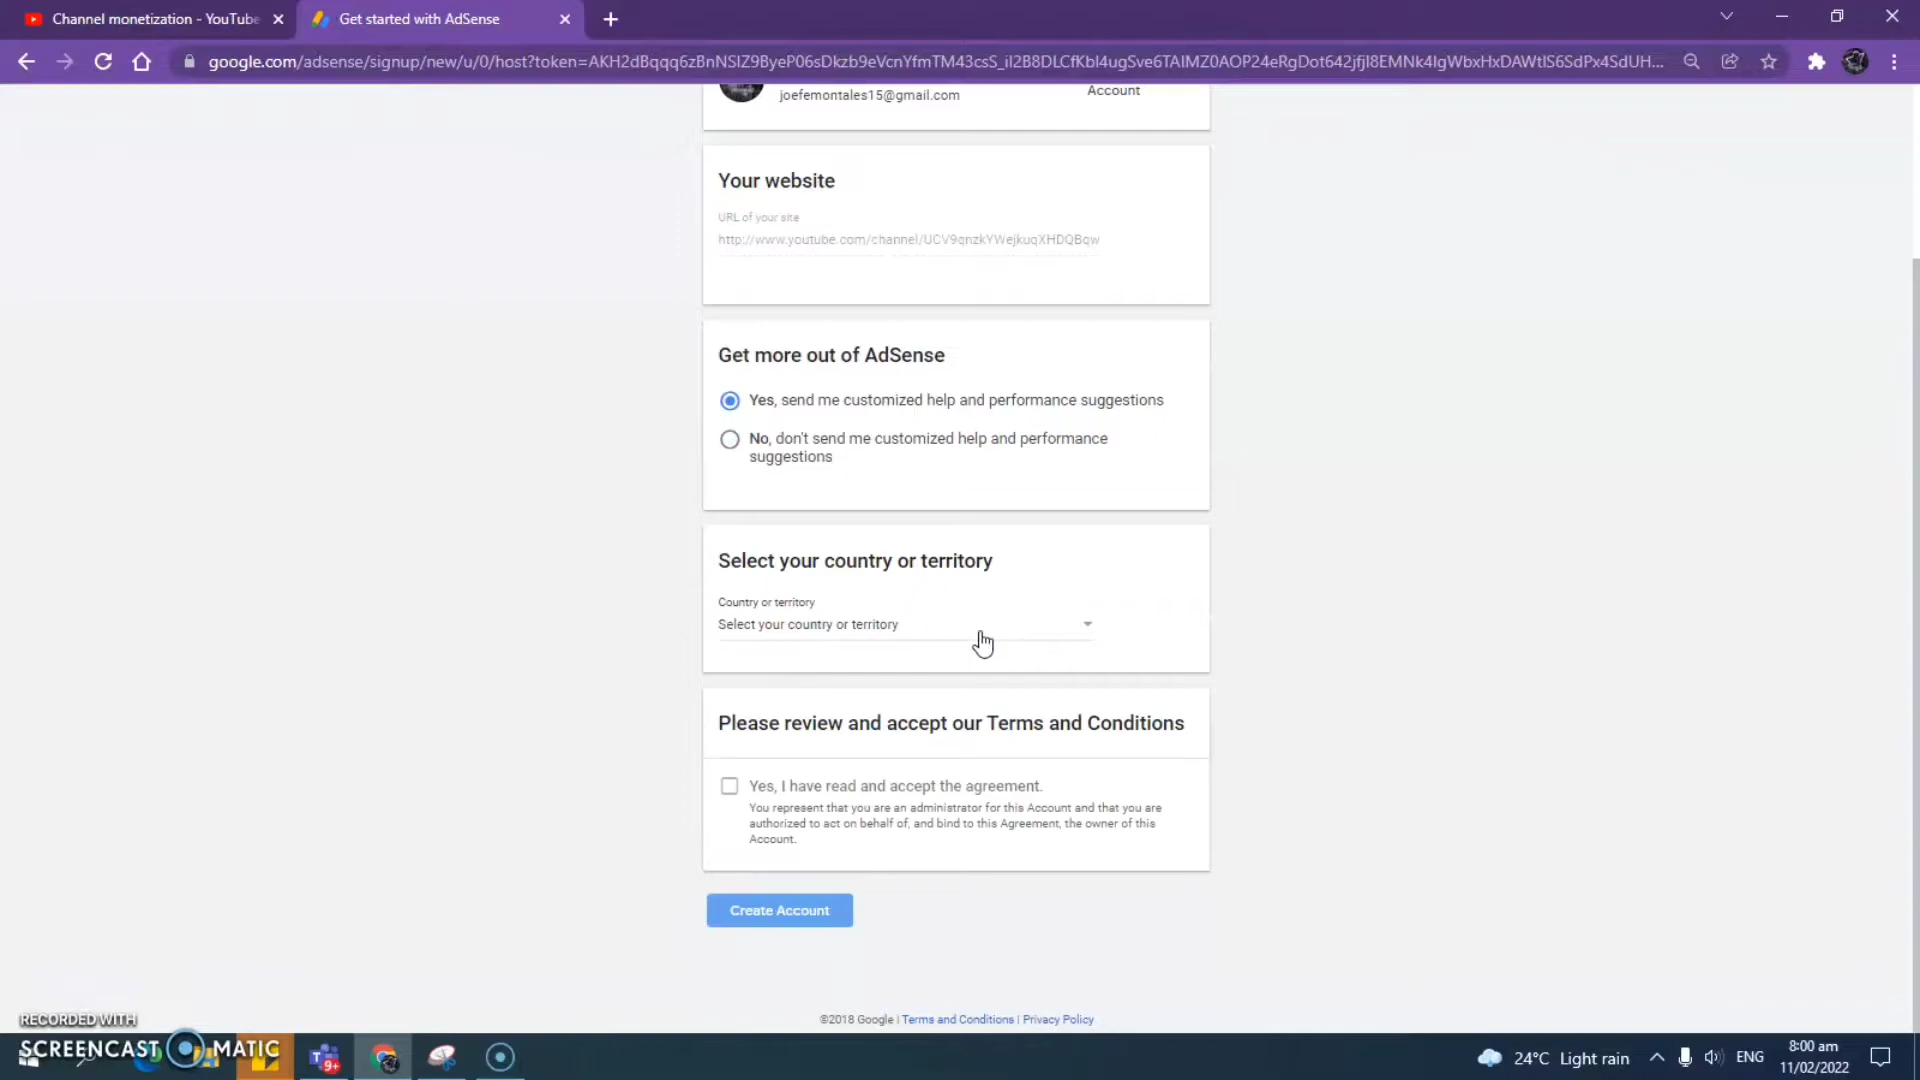 Channel monetization - YouTube
Get started with AdSense
google.com/adsense/signup/new/u/0/host?token=
joefemontales15@gmail.com
Account
Your website
URL of your site
http://www.youtube.com/channel/UCV9qnzkYWejkuqXHDQBqw
Get more out of AdSense
Yes, send me customized help and performance suggestions
No, don't send me customized help and performance
suggestions
Select your country or territory
Country or territory
Select your country or territory
Please review and accept our Terms and Conditions
Yes, I have read and accept the agreement.
You represent that you are an administrator for this Account and that you are
authorized to act on behalf of, and bind to this Agreement, the owner of this
Account.
Create Account
©2018 Google | Terms and Conditions | Privacy Policy
RECORDED WITH
SCREENCAST MATIC
9+
24°C Light rain
ENG
8:00 am
11/02/2022